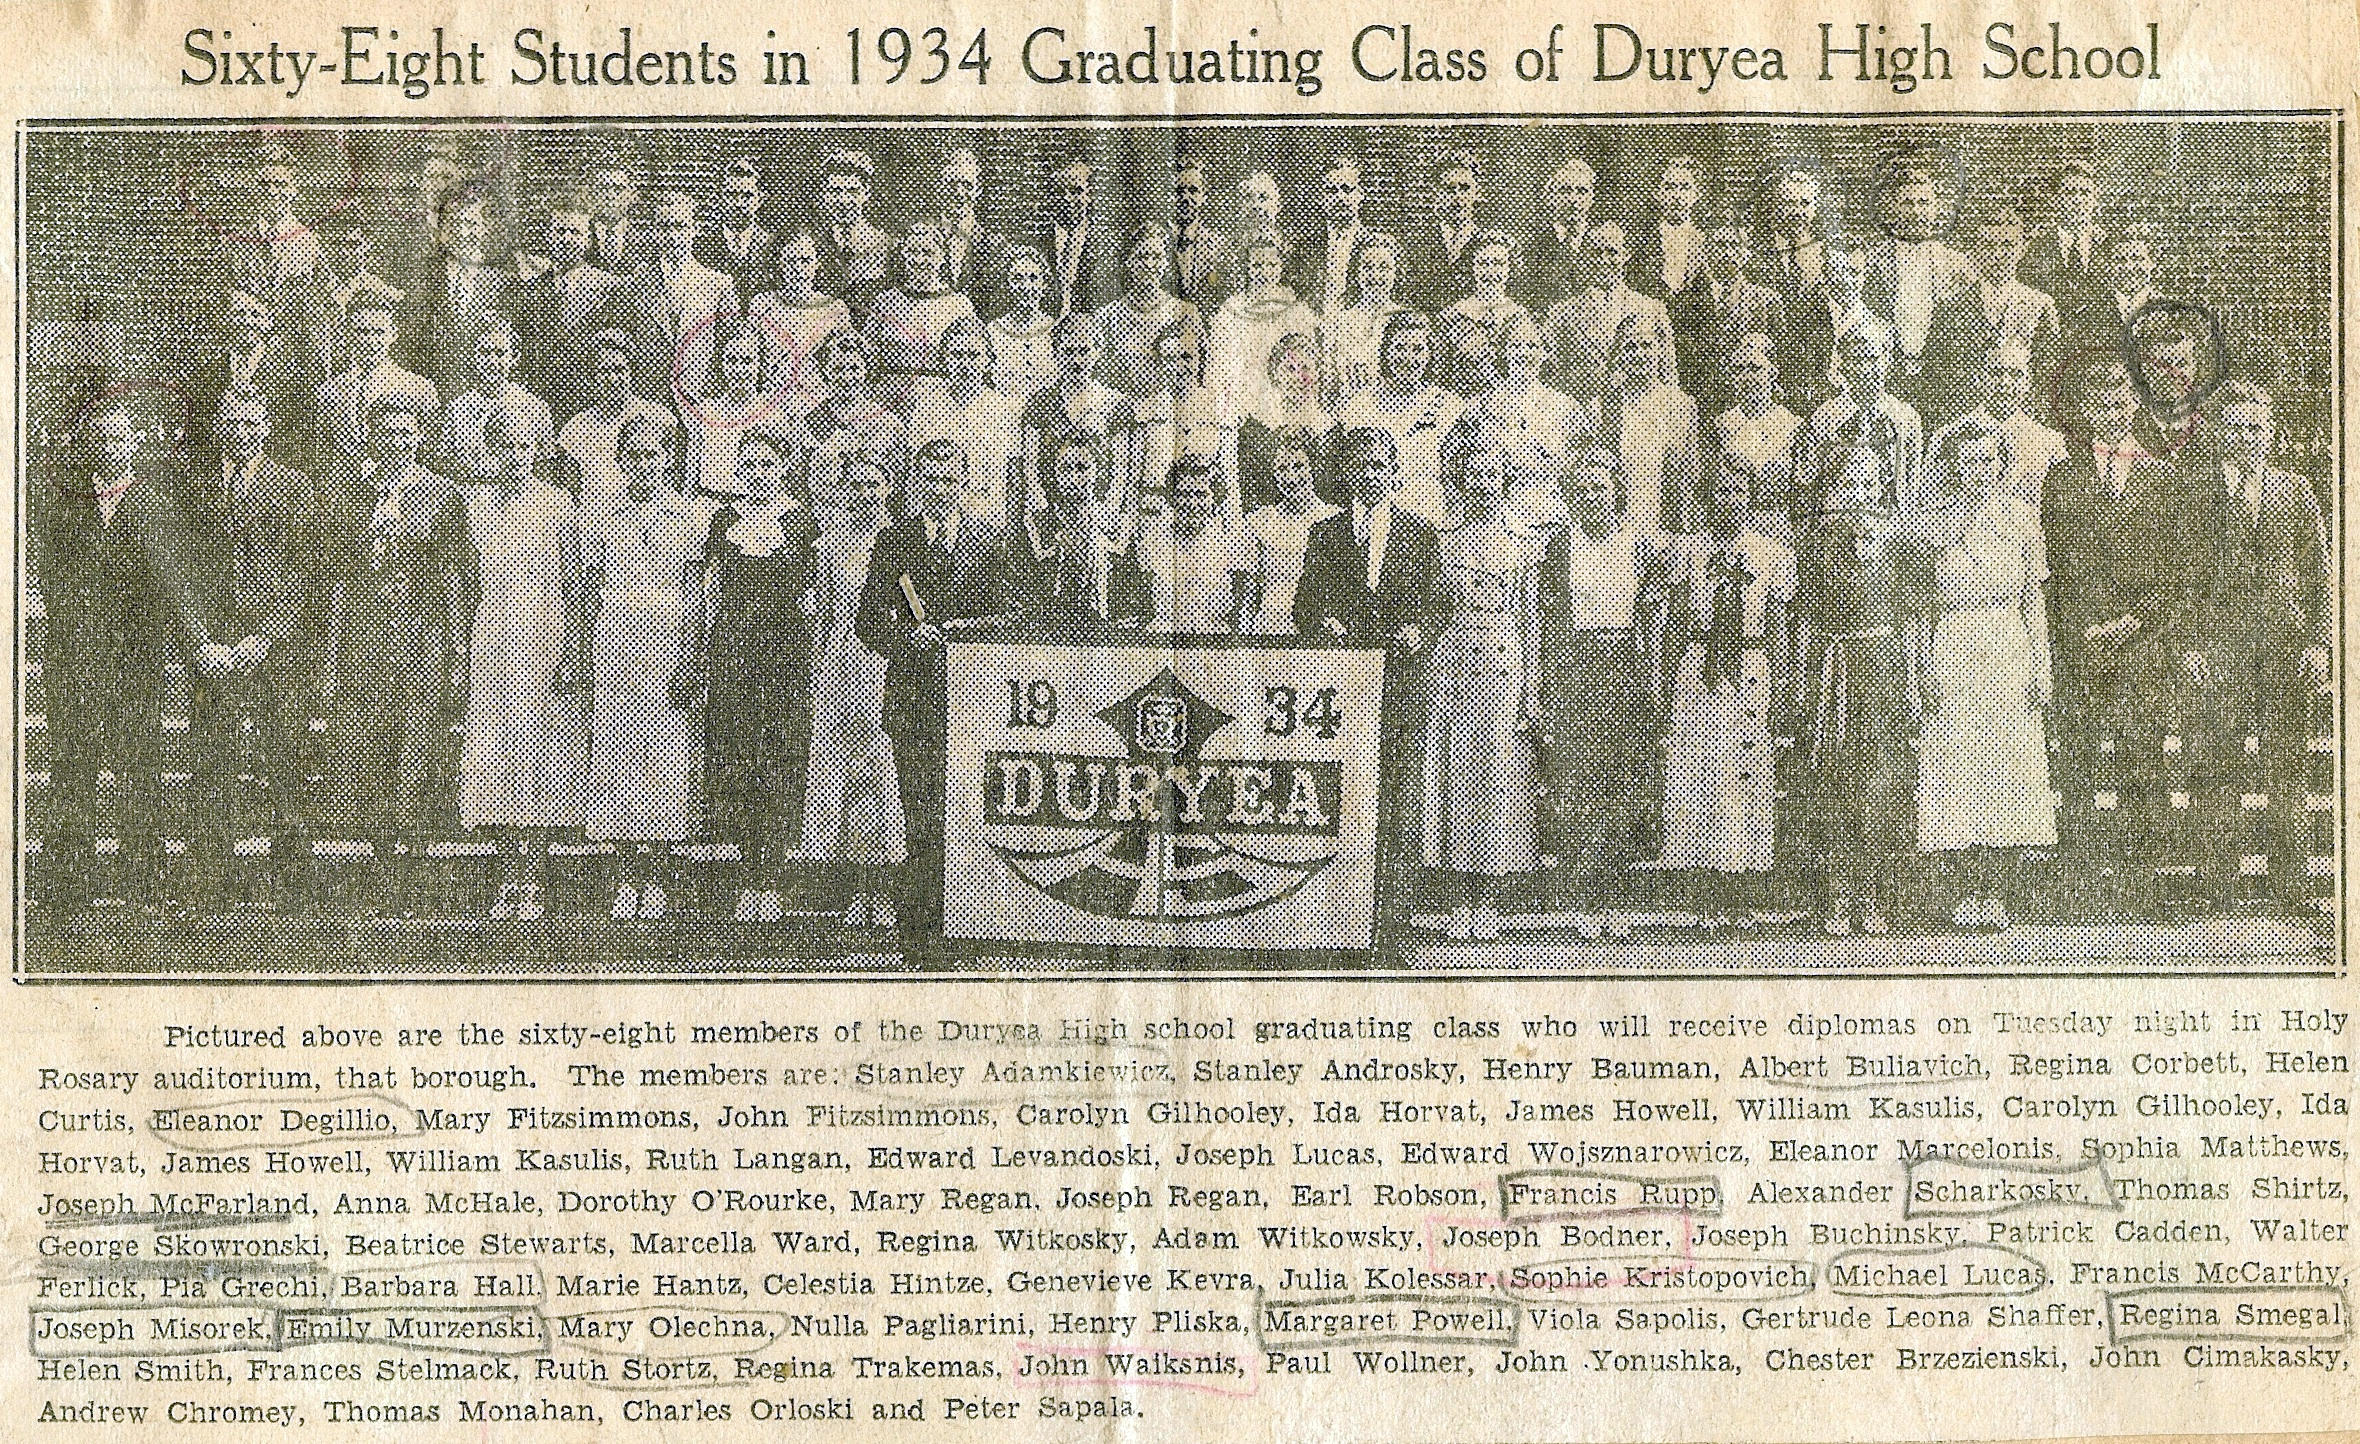 Sixty-Eight Students in 1934 Graduating Class of Duryea High School
19 34
DURYEA
Pictured above are the sixty-eight members of the Duryea High school graduating class who will receive diplomas on Tuesday night in Holy
Rosary auditorium, that borough. The members are: Stanley Adamkiewicz, Stanley Androsky, Henry Bauman, Albert Buliavich, Regina Corbett, Helen
Curtis, Eleanor Degillio, Mary Fitzsimmons, John Fitzsimmons, Carolyn Gilhooley, Ida Horvat, James Howell, William Kasulis, Carolyn Gilhooley, Ida
Horvat, James Howell, William Kasulis, Ruth Langan, Edward Levandoski, Joseph Lucas, Edward Wojsznarowicz, Eleanor Marcelonis, Sophia Matthews,
Joseph McFarland, Anna McHale, Dorothy O'Rourke, Mary Regan, Joseph Regan, Earl Robson, Francis Rupp, Alexander Scharkosky, Thomas Shirtz,
George Skowronski, Beatrice Stewarts, Marcella Ward, Regina Witkosky, Adam Witkowsky, Joseph Bodner, Joseph Buchinsky, Patrick Cadden, Walter
Ferlick, Pia Grechi, Barbara Hall, Marie Hantz, Celestia Hintze, Genevieve Kevra, Julia Kolessar, Sophie Kristopovich, Michael Lucas, Francis McCarthy,
Joseph Misorek, Emily Murzenski, Mary Olechna, Nulla Pagliarini, Henry Pliska, Margaret Powell, Viola Sapolis, Gertrude Leona Shaffer, Regina Smegal,
Helen Smith, Frances Stelmack, Ruth Stortz, Regina Trakemas, John Waiksnis, Paul Wollner, John Yonushka, Chester Brzezienski, John Cimakasky,
Andrew Chromey, Thomas Monahan, Charles Orloski and Peter Sapala.